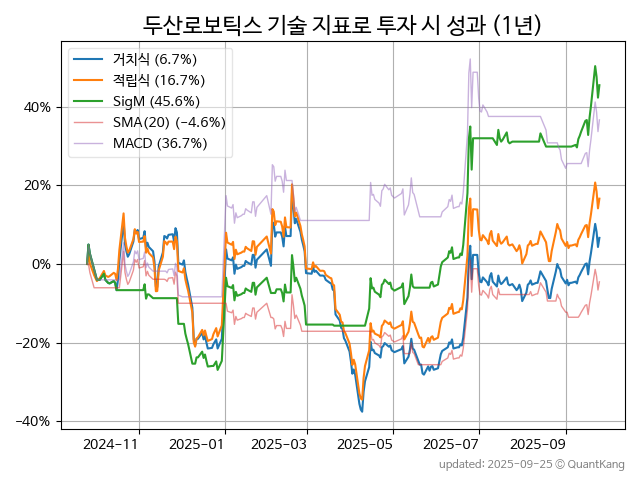 두산로보틱스 기술 지표로 투자 시 성과 (1년)
거치식 (6.7%)
적립식 (16.7%)
SigM (45.6%)
SMA(20) (−4.6%)
MACD (36.7%)
40%
20%
0%
−20%
−40%
2024-11
2025-01
2025-03
2025-05
2025-07
2025-09
updated: 2025-09-25 © QuantKang